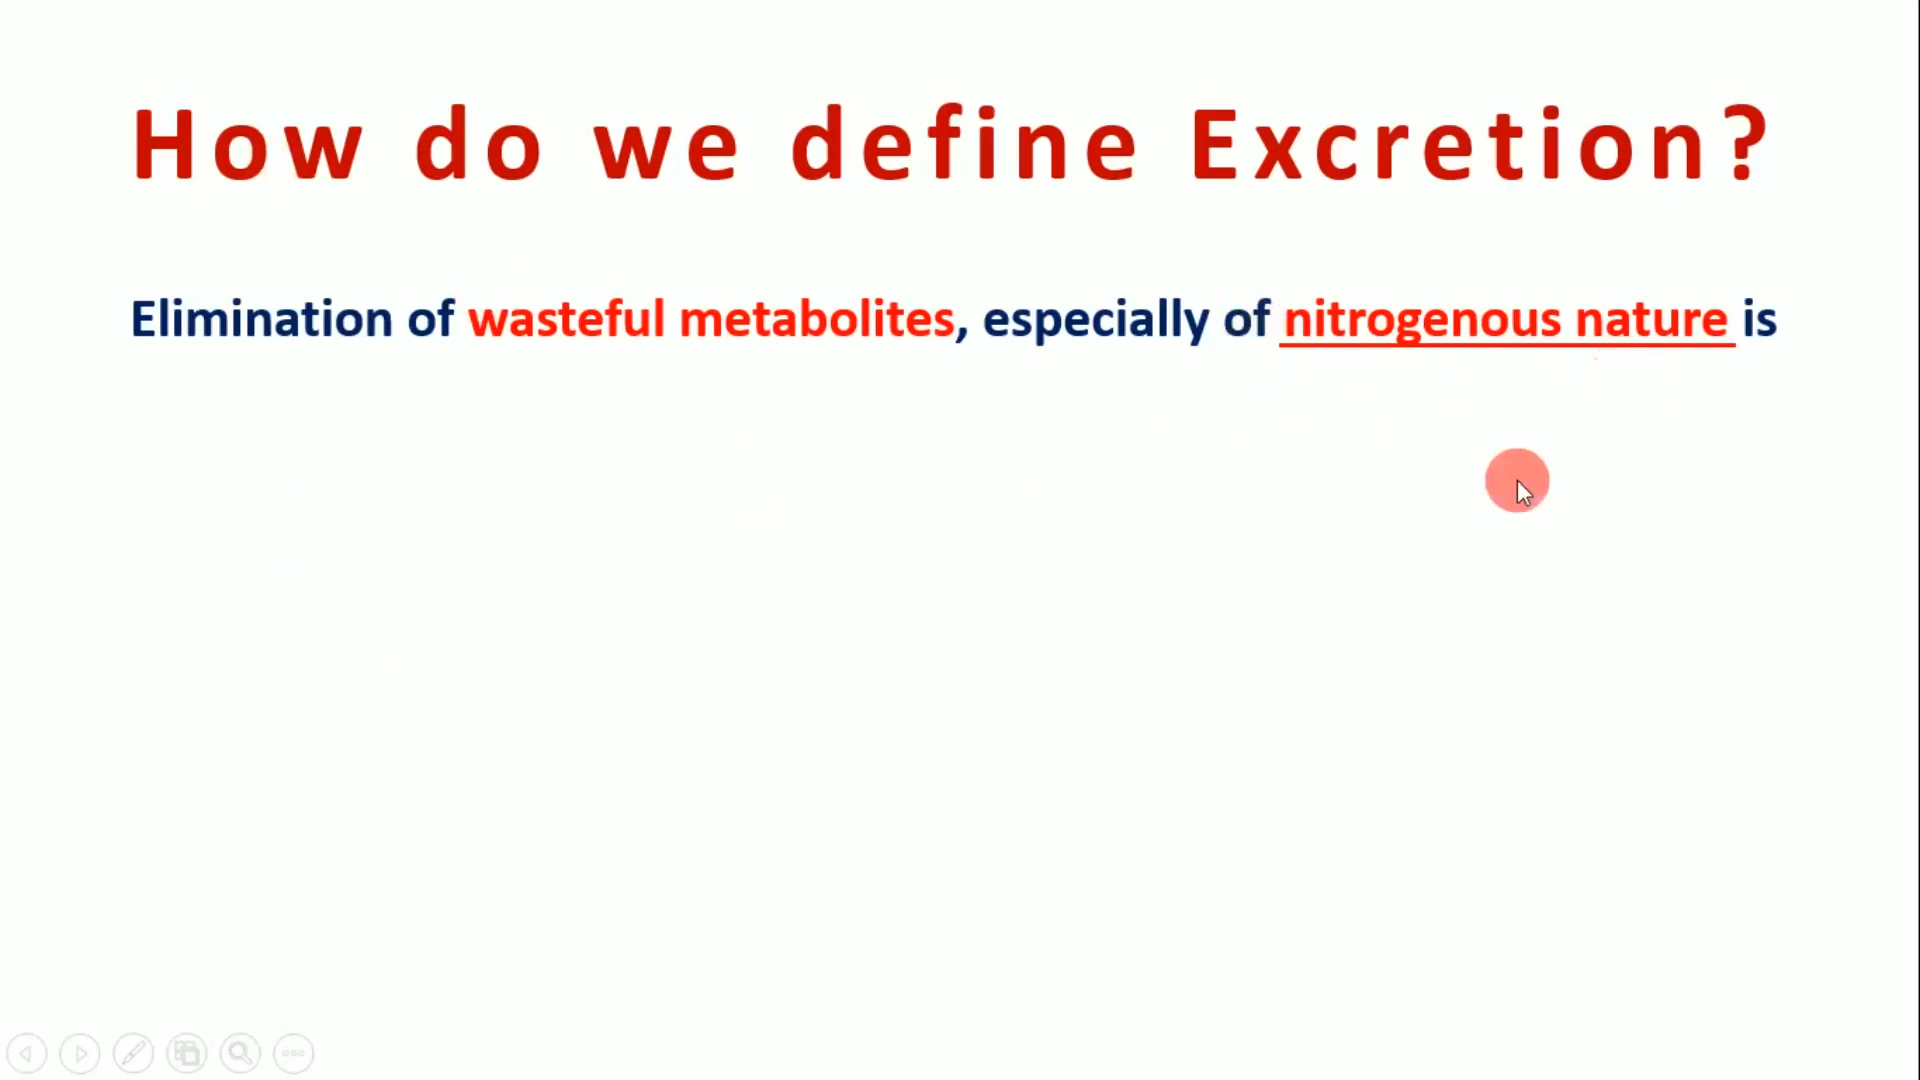 How do we define Excretion?
Elimination of wasteful metabolites, especially of nitrogenous nature is